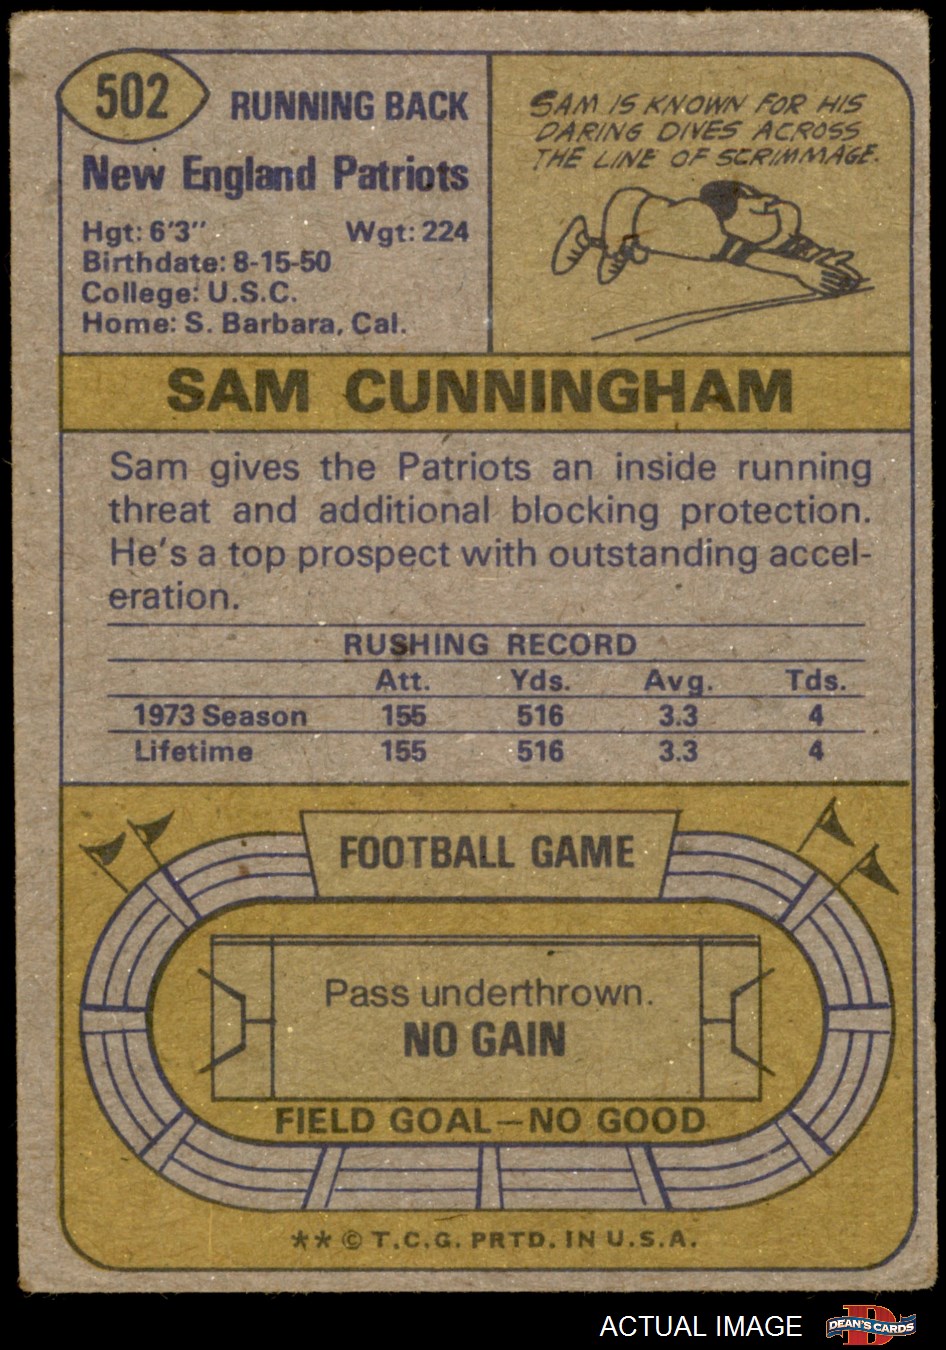 502
RUNNING BACK
New England Patriots
Hgt: 6'3" Wgt: 224
Birthdate: 8-15-50
College: U.S.C.
Home: S. Barbara, Cal.
SAM IS KNOWN FOR HIS
DARING DIVES ACROSS
THE LINE OF SCRIMMAGE.
SAM CUNNINGHAM
Sam gives the Patriots an inside running
threat and additional blocking protection.
He's a top prospect with outstanding accel-
eration.
RUSHING RECORD
Att. Yds. Avg. Tds.
1973 Season 155 516 3.3 4
Lifetime 155 516 3.3 4
FOOTBALL GAME
Pass underthrown.
NO GAIN
FIELD GOAL—NO GOOD
** © T.C.G. PRTD. IN U.S.A.
ACTUAL IMAGE
D
DEAN'S CARDS